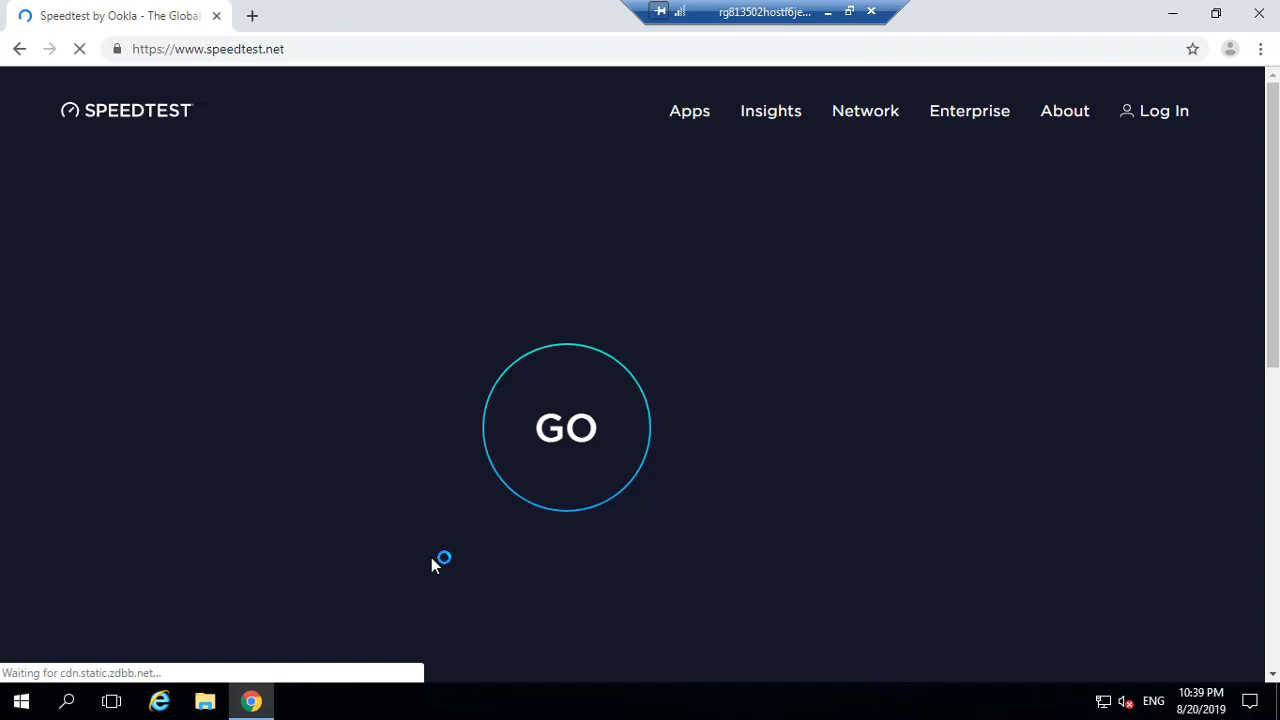 Speedtest by Ookla - The Global
rg813502hostf6je...
https://www.speedtest.net
SPEEDTEST
Apps
Insights
Network
Enterprise
About
Log In
GO
Waiting for cdn.static.zdbb.net...
ENG
10:39 PM
8/20/2019